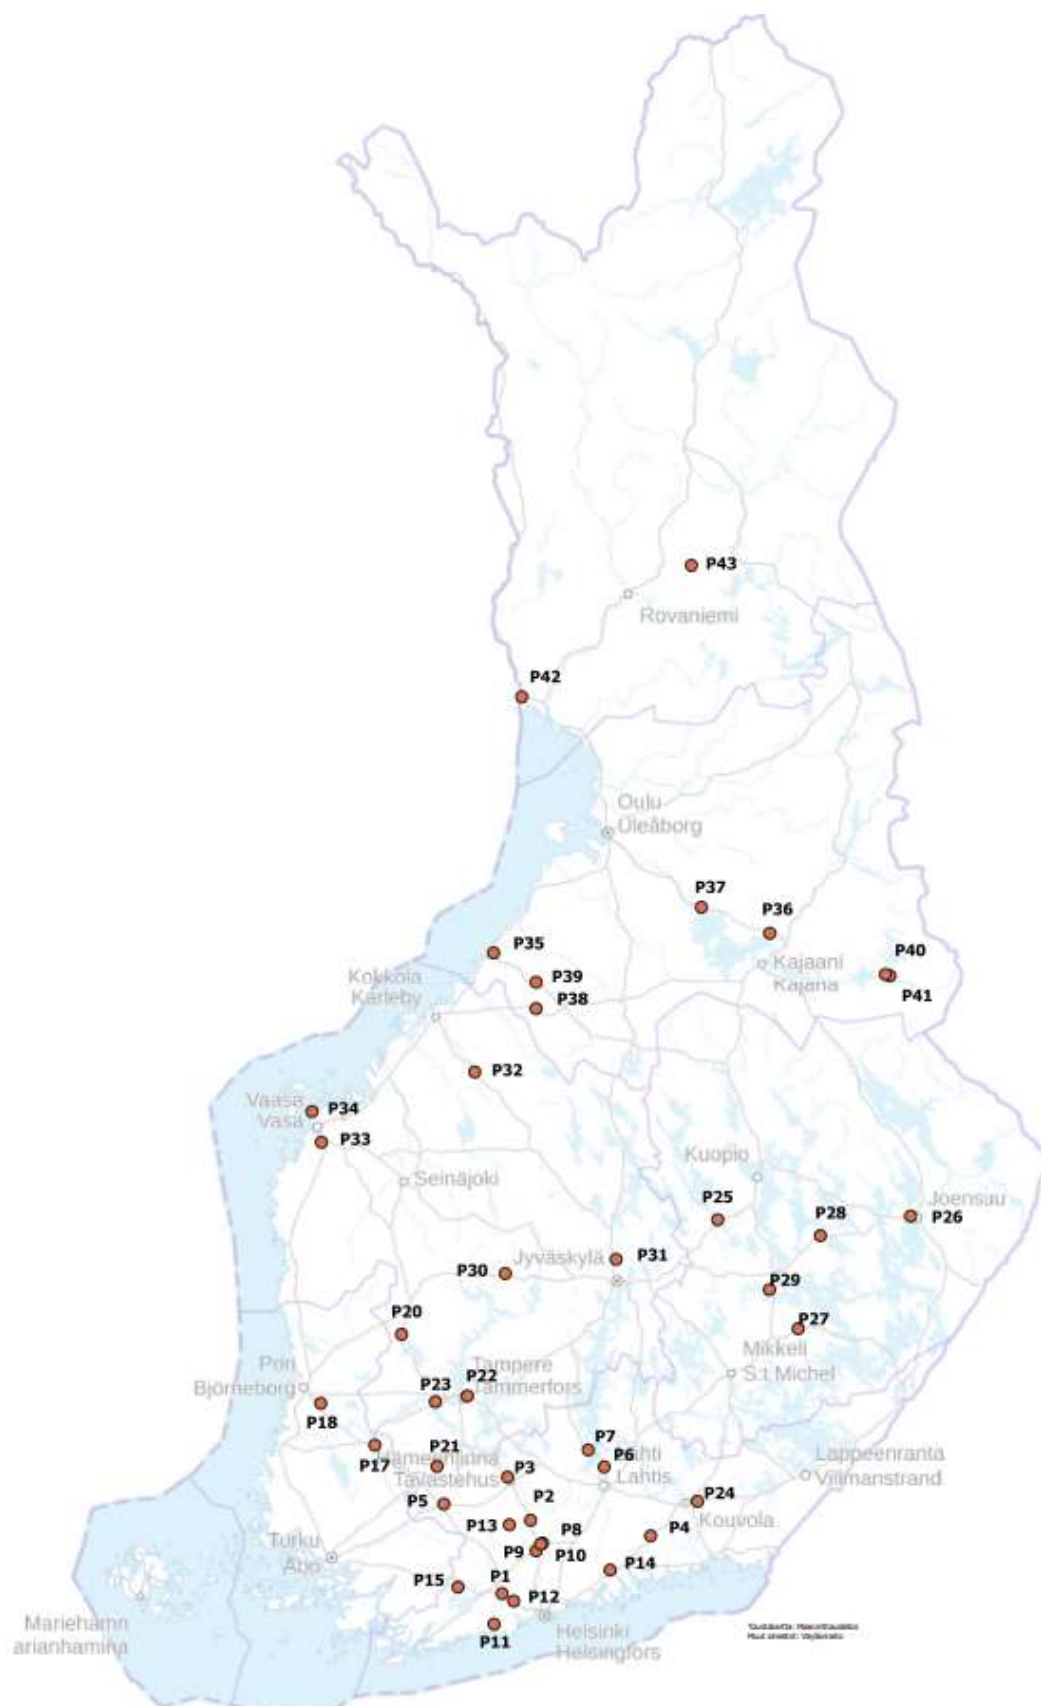 P43
Rovaniemi
P42
Oulu
Uleåborg
P37
P36
P35
P40
Kajaani
Kajana
P39
P41
Kokkola
Karleby
P38
P32
Vaasa
Vasa
P34
P33
Kuopio
Seinäjoki
P25
P28
Joensuu
P26
Jyväskylä
P31
P30
P29
P20
P27
Mikkeli
S:t Michel
Pori
Björneborg
Tampere
Tammerfors
P22
P23
P18
P7
P21
Hämeenlinna
Tavastehus
P17
P6
Lahti
Lahtis
Lappeenranta
Villmanstrand
P3
P24
Kouvola
P5
P2
P13
P4
P8
Turku
Åbo
P9
P10
P14
P15
P1
P12
Mariehamn
arianhamina
P11
Helsinki
Helsingfors